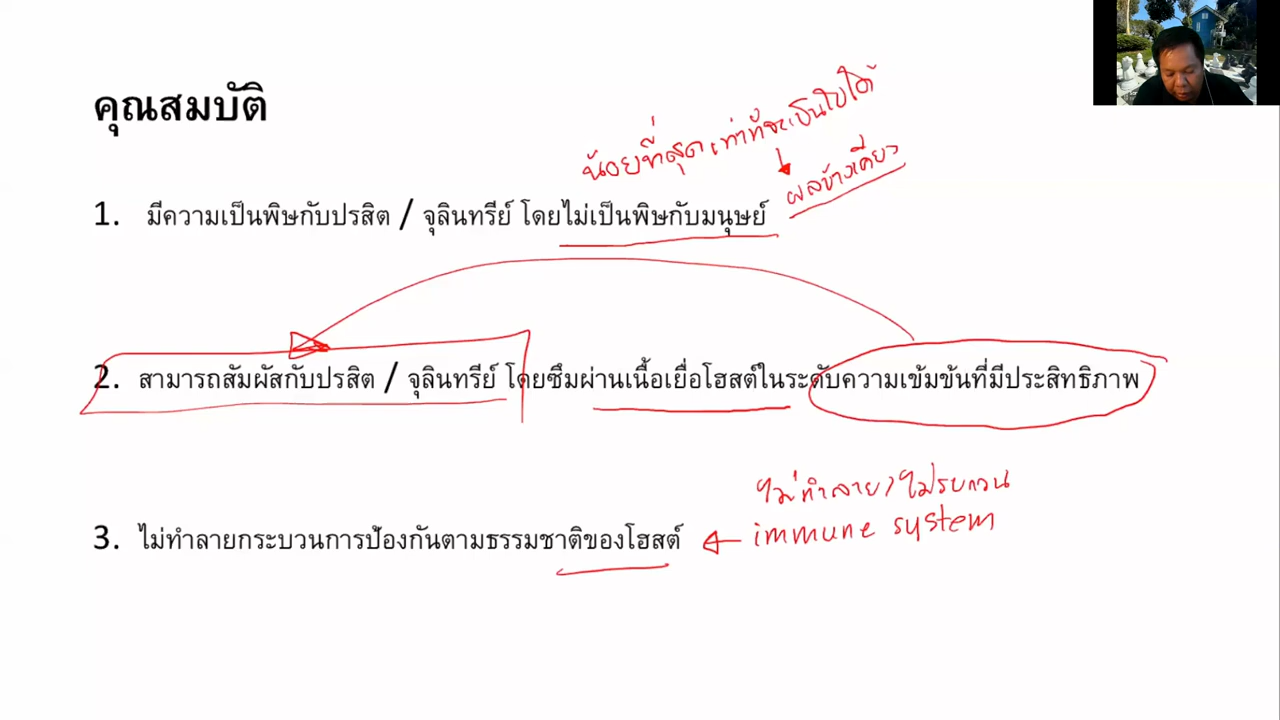 คุณสมบัติ
น้อยที่สุด เท่าที่จะเป็นไปได้
ผลข้างเคียง
1. มีความเป็นพิษกับปรสิต / จุลินทรีย์ โดยไม่เป็นพิษกับมนุษย์
2. สามารถสัมผัสกับปรสิต / จุลินทรีย์ โดยซึมผ่านเนื้อเยื่อโฮสต์ในระดับความเข้มข้นที่มีประสิทธิภาพ
ไม่ทำลาย/ไม่รบกวน
immune system
3. ไม่ทำลายกระบวนการป้องกันตามธรรมชาติของโฮสต์